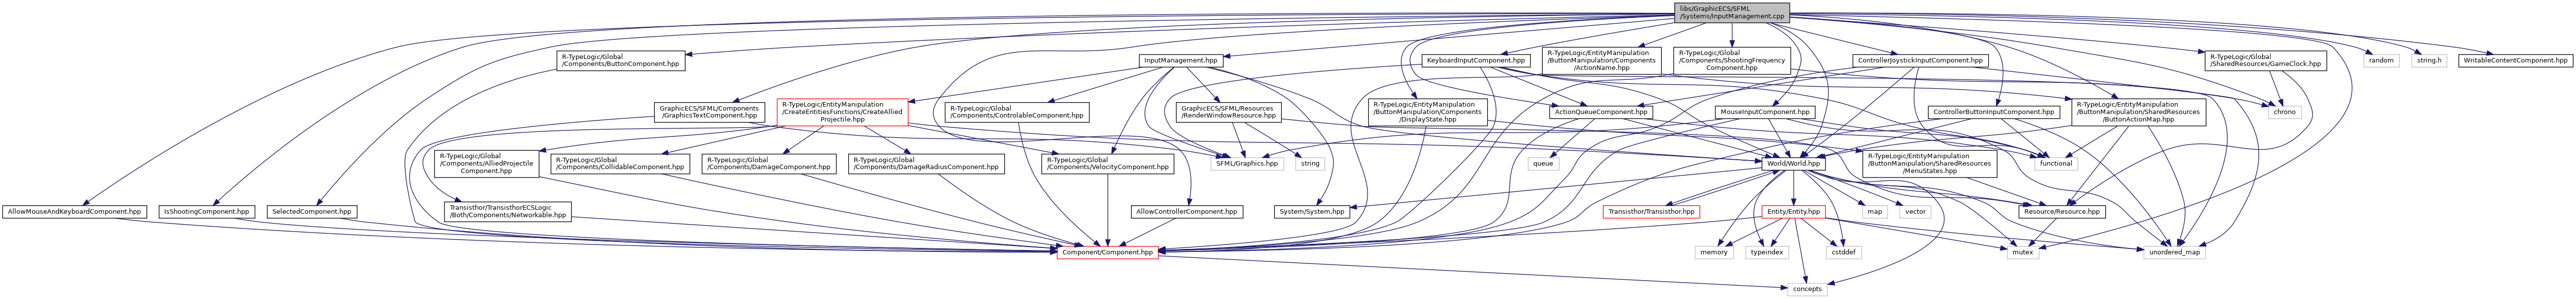 libs/GraphicECS/SFML
/Systems/InputManagement.cpp
R-TypeLogic/Global
/Components/ButtonComponent.hpp
InputManagement.hpp
KeyboardInputComponent.hpp
R-TypeLogic/EntityManipulation
/ButtonManipulation/Components
/ActionName.hpp
R-TypeLogic/Global
/Components/ShootingFrequency
Component.hpp
ControllerJoystickInputComponent.hpp
R-TypeLogic/Global
/SharedResources/GameClock.hpp
random
string.h
WritableContentComponent.hpp
GraphicECS/SFML/Components
/GraphicsTextComponent.hpp
R-TypeLogic/EntityManipulation
/CreateEntitiesFunctions/CreateAllied
Projectile.hpp
R-TypeLogic/Global
/Components/ControlableComponent.hpp
GraphicECS/SFML/Resources
/RenderWindowResource.hpp
R-TypeLogic/EntityManipulation
/ButtonManipulation/Components
/DisplayState.hpp
ActionQueueComponent.hpp
MouseInputComponent.hpp
ControllerButtonInputComponent.hpp
R-TypeLogic/EntityManipulation
/ButtonManipulation/SharedResources
/ButtonActionMap.hpp
chrono
R-TypeLogic/Global
/Components/AlliedProjectile
Component.hpp
R-TypeLogic/Global
/Components/CollidableComponent.hpp
R-TypeLogic/Global
/Components/DamageComponent.hpp
R-TypeLogic/Global
/Components/DamageRadiusComponent.hpp
R-TypeLogic/Global
/Components/VelocityComponent.hpp
SFML/Graphics.hpp
string
queue
World/World.hpp
R-TypeLogic/EntityManipulation
/ButtonManipulation/SharedResources
/MenuStates.hpp
functional
AllowMouseAndKeyboardComponent.hpp
IsShootingComponent.hpp
SelectedComponent.hpp
Transisthor/TransisthorECSLogic
/Both/Components/Networkable.hpp
AllowControllerComponent.hpp
System/System.hpp
Transisthor/Transisthor.hpp
Entity/Entity.hpp
map
vector
Resource/Resource.hpp
Component/Component.hpp
memory
typeindex
cstddef
mutex
unordered_map
concepts